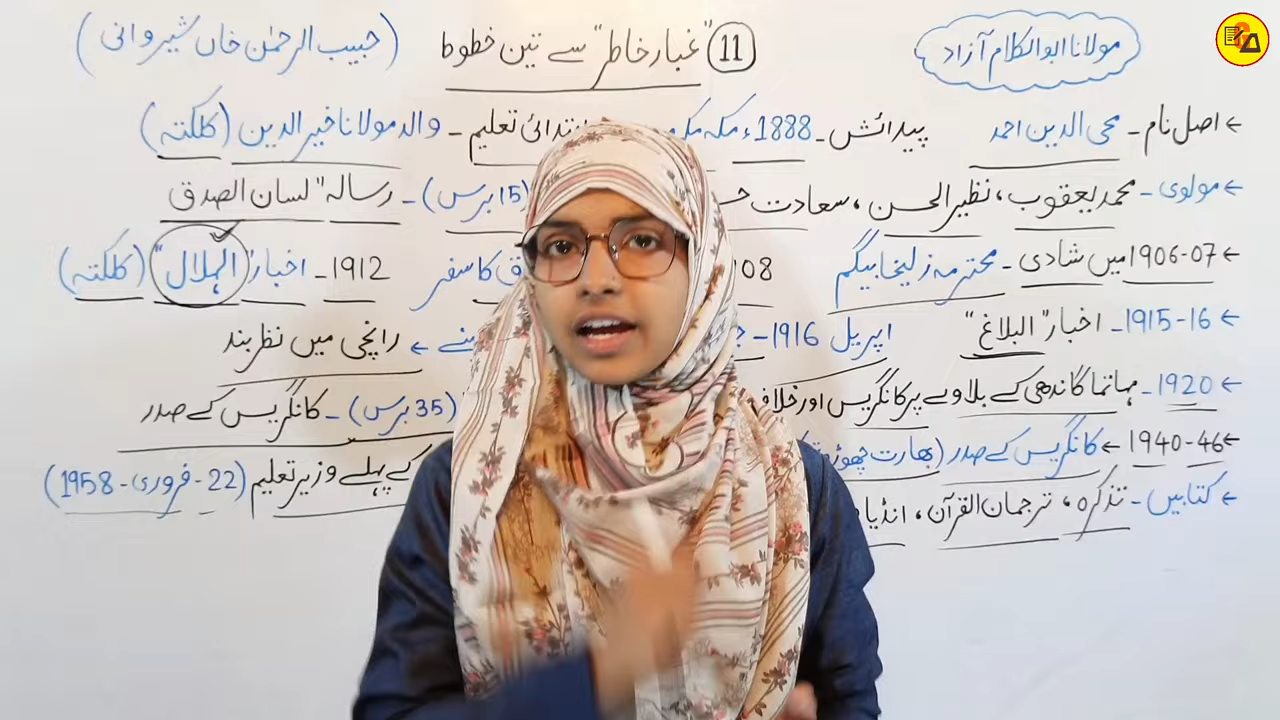 مولانا ابوالکلام آزاد
11 "غبار خاطر" سے تین خطوط (حبیب الرحمٰن خاں شیروانی)
← اصل نام - محی الدین احمد پیدائش - 1888ء مکہ ابتدائی تعلیم - والد مولانا خیر الدین (کلکتہ)
← مولوی - محمد یعقوب، نظیر الحسن، سعادت (15 برس) - رسالہ "لسان الصدق
← 1906-07 میں شادی - محترمہ زلیخا بیگم 08 کا سفر 1912 - اخبار "الہلال" (کلکتہ)
← 1915-16 - اخبار "البلاغ" اپریل 1916 - ← رانچی میں نظر بند
← 1920 - مہاتما گاندھی کے بلاوے پر کانگریس اور (35 برس) - کانگریس کے صدر
← 1940-46 ← کانگریس کے صدر (بھارت چھوڑو کے پہلے وزیر تعلیم (22 - فروری - 1958)
← کتابیں - تذکرہ، ترجمان القرآن، انڈیا